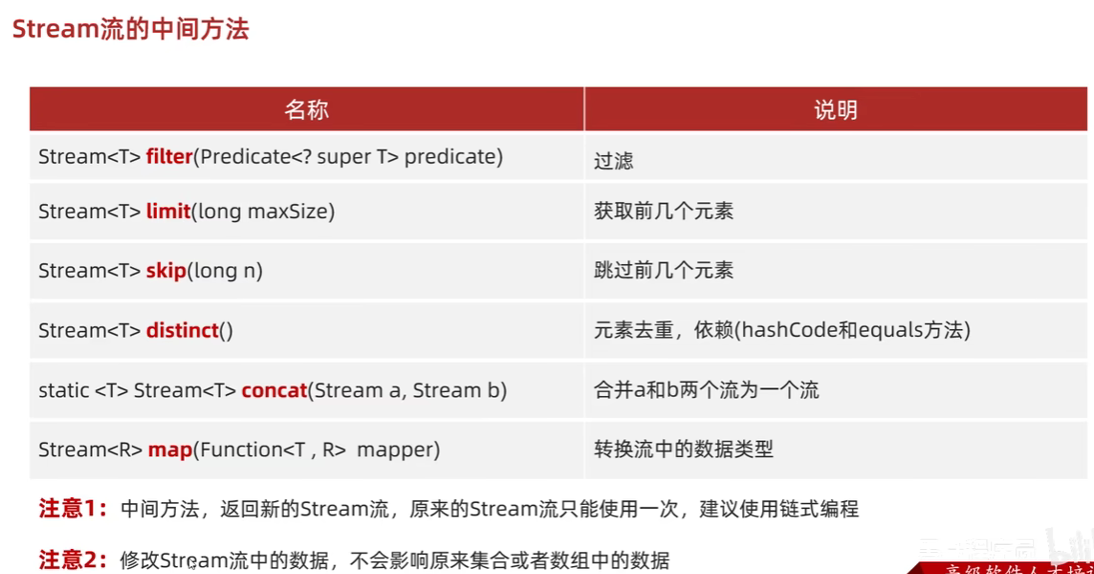 Stream流的中间方法
名称 说明
Stream<T> filter(Predicate<? super T> predicate) 过滤
Stream<T> limit(long maxSize) 获取前几个元素
Stream<T> skip(long n) 跳过前几个元素
Stream<T> distinct() 元素去重，依赖(hashCode和equals方法)
static <T> Stream<T> concat(Stream a, Stream b) 合并a和b两个流为一个流
Stream<R> map(Function<T , R> mapper) 转换流中的数据类型
注意1：中间方法，返回新的Stream流，原来的Stream流只能使用一次，建议使用链式编程
注意2：修改Stream流中的数据，不会影响原来集合或者数组中的数据
高级软件人才培